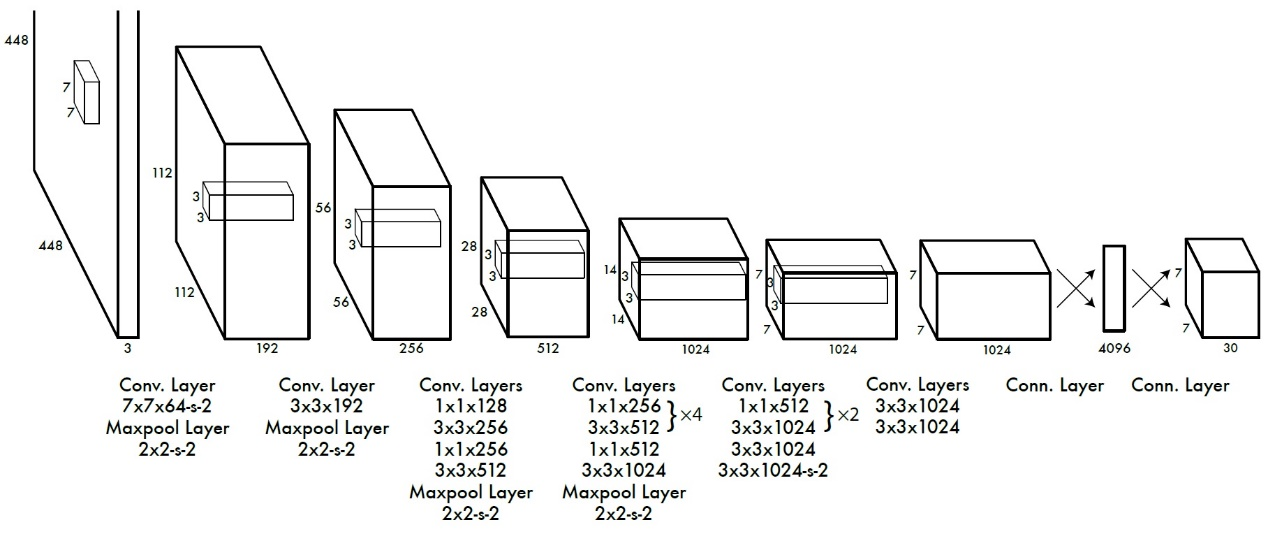 448
7
7
448
3
112
3
3
112
192
56
3
3
56
256
28
3
3
28
512
14
3
3
14
1024
7
3
3
7
1024
7
7
1024
4096
7
7
30
Conv. Layer
7x7x64-s-2
Maxpool Layer
2x2-s-2
Conv. Layer
3x3x192
Maxpool Layer
2x2-s-2
Conv. Layers
1x1x128
3x3x256
1x1x256
3x3x512
Maxpool Layer
2x2-s-2
Conv. Layers
1x1x256
3x3x512 } ×4
1x1x512
3x3x1024
Maxpool Layer
2x2-s-2
Conv. Layers
1x1x512
3x3x1024 } ×2
3x3x1024
3x3x1024-s-2
Conv. Layers
3x3x1024
3x3x1024
Conn. Layer
Conn. Layer